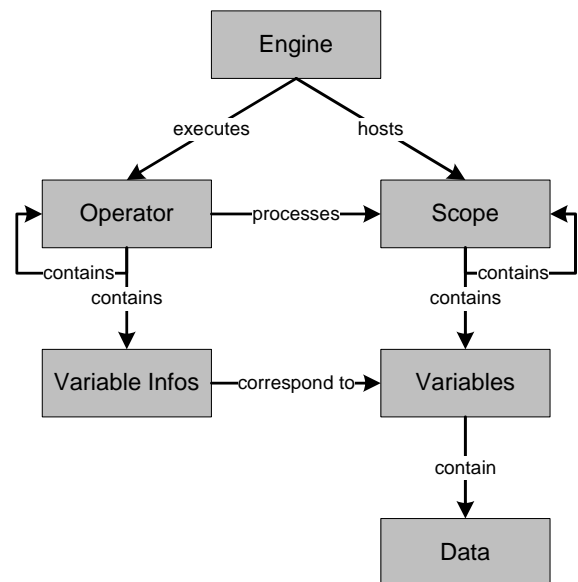 Engine
executes
hosts
Operator
processes
Scope
contains
contains
contains
contains
Variable Infos
correspond to
Variables
contain
Data